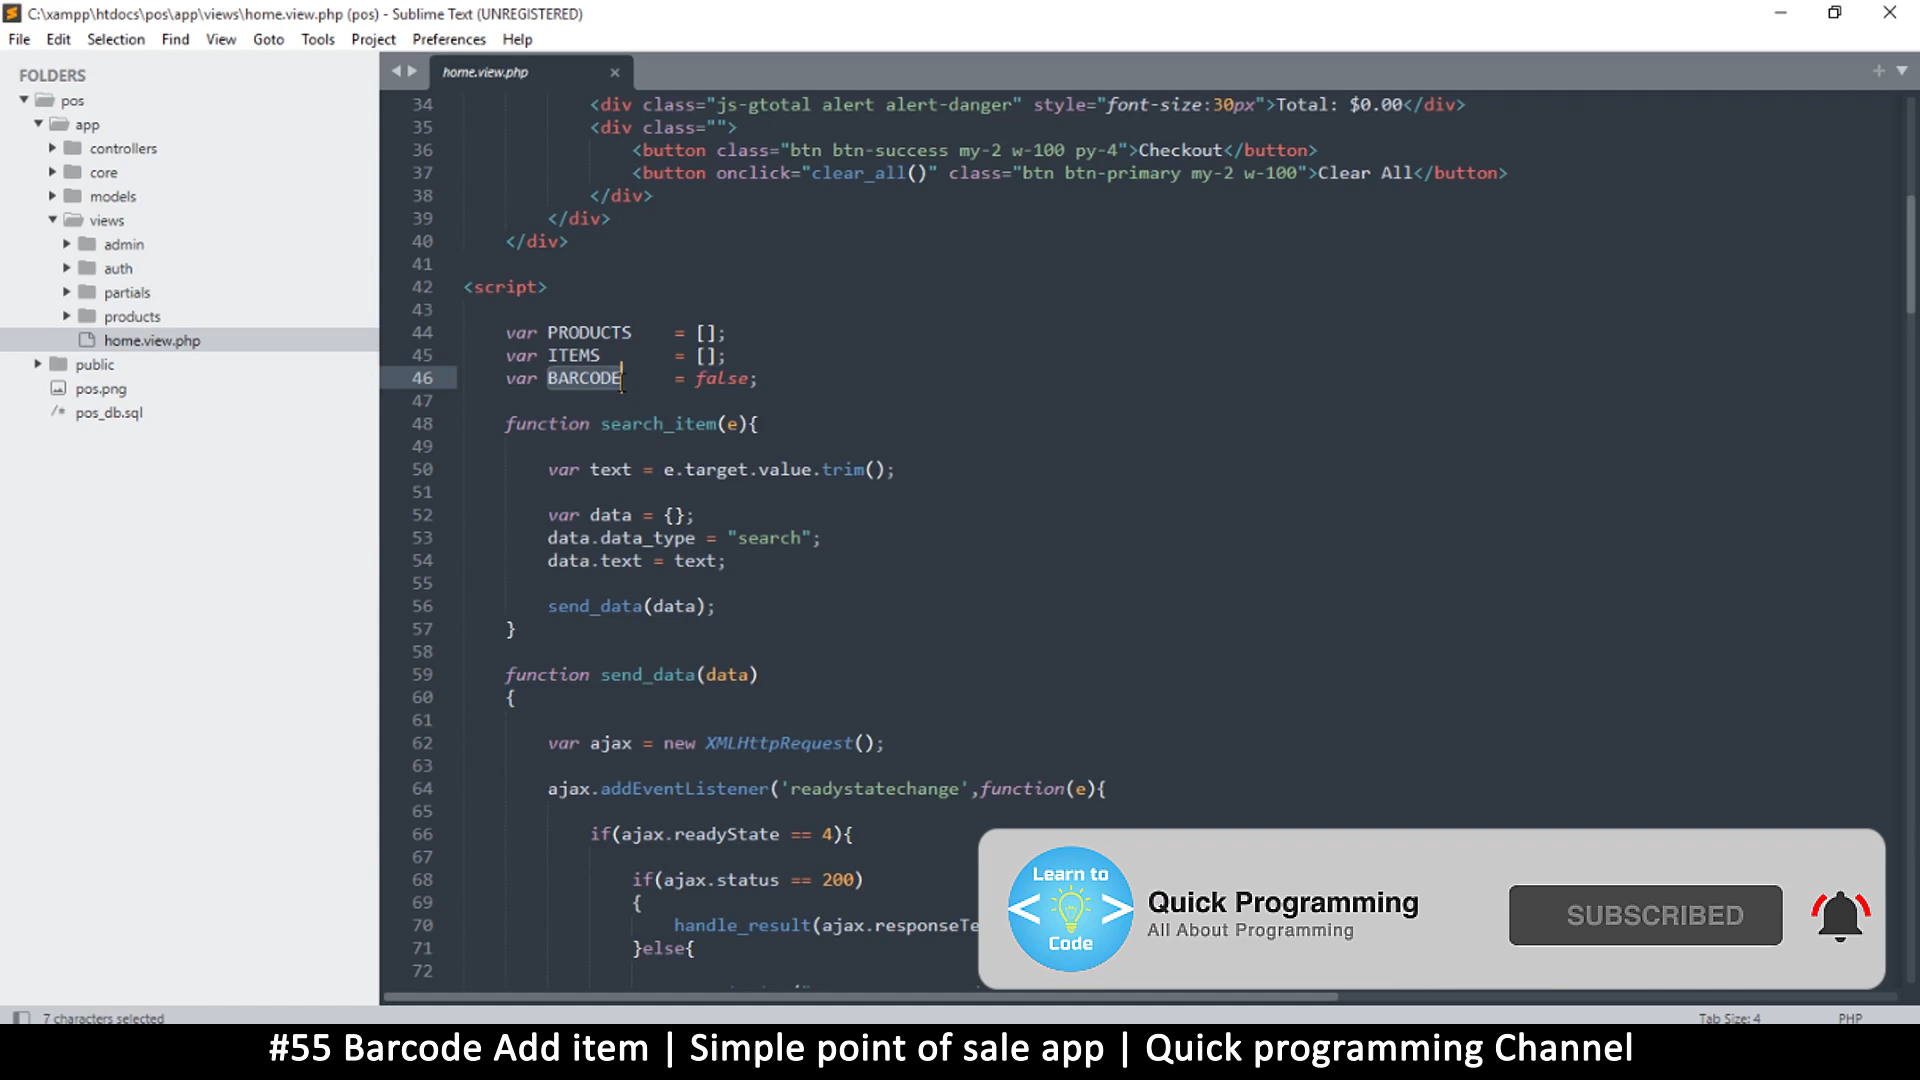 C:\xampp\htdocs\pos\app\views\home.view.php (pos) - Sublime Text (UNREGISTERED)
File Edit Selection Find View Goto Tools Project Preferences Help
FOLDERS
pos
app
controllers
core
models
views
admin
auth
partials
products
home.view.php
public
pos.png
/* pos_db.sql
home.view.php
34 <div class="js-gtotal alert alert-danger" style="font-size:30px">Total: $0.00</div>
35 <div class="">
36 <button class="btn btn-success my-2 w-100 py-4">Checkout</button>
37 <button onclick="clear_all()" class="btn btn-primary my-2 w-100">Clear All</button>
38 </div>
39 </div>
40 </div>
41
42 <script>
43
44 var PRODUCTS = [];
45 var ITEMS = [];
46 var BARCODE = false;
47
48 function search_item(e){
49
50 var text = e.target.value.trim();
51
52 var data = {};
53 data.data_type = "search";
54 data.text = text;
55
56 send_data(data);
57 }
58
59 function send_data(data)
60 {
61
62 var ajax = new XMLHttpRequest();
63
64 ajax.addEventListener('readystatechange',function(e){
65
66 if(ajax.readyState == 4){
67
68 if(ajax.status == 200)
69 {
70 handle_result(ajax.responseTe
71 }else{
72
Learn to
< >
Code
Quick Programming
All About Programming
SUBSCRIBED
7 characters selected
Tab Size: 4
PHP
#55 Barcode Add item | Simple point of sale app | Quick programming Channel